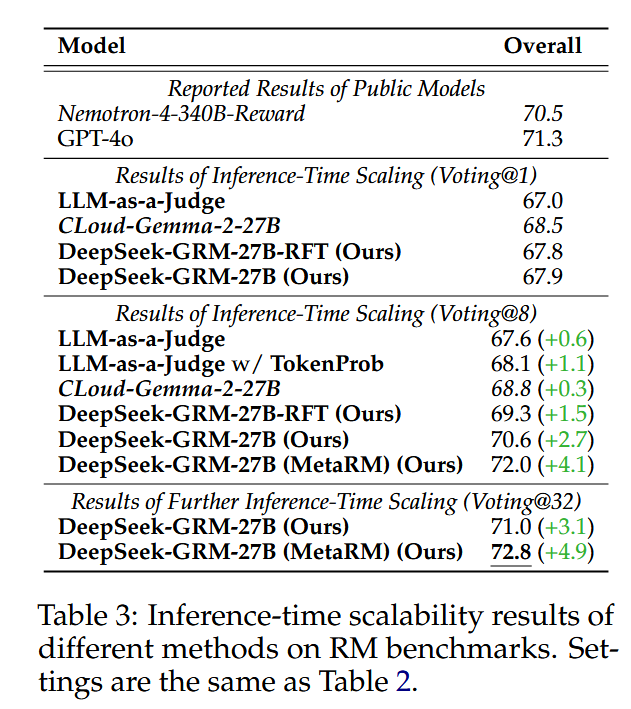 Model Overall
Reported Results of Public Models
Nemotron-4-340B-Reward 70.5
GPT-4o 71.3
Results of Inference-Time Scaling (Voting@1)
LLM-as-a-Judge 67.0
CLoud-Gemma-2-27B 68.5
DeepSeek-GRM-27B-RFT (Ours) 67.8
DeepSeek-GRM-27B (Ours) 67.9
Results of Inference-Time Scaling (Voting@8)
LLM-as-a-Judge 67.6 (+0.6)
LLM-as-a-Judge w/ TokenProb 68.1 (+1.1)
CLoud-Gemma-2-27B 68.8 (+0.3)
DeepSeek-GRM-27B-RFT (Ours) 69.3 (+1.5)
DeepSeek-GRM-27B (Ours) 70.6 (+2.7)
DeepSeek-GRM-27B (MetaRM) (Ours) 72.0 (+4.1)
Results of Further Inference-Time Scaling (Voting@32)
DeepSeek-GRM-27B (Ours) 71.0 (+3.1)
DeepSeek-GRM-27B (MetaRM) (Ours) 72.8 (+4.9)
Table 3: Inference-time scalability results of
different methods on RM benchmarks. Set-
tings are the same as Table 2.